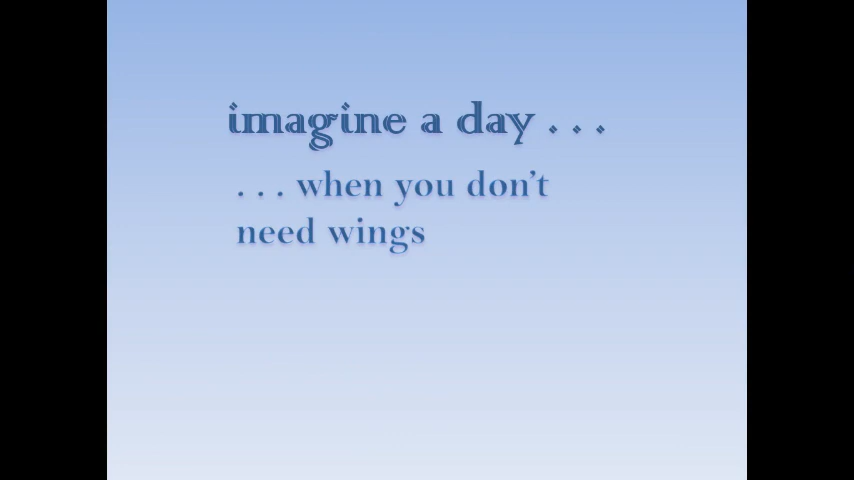 imagine a day . . .
. . . when you don’t
need wings